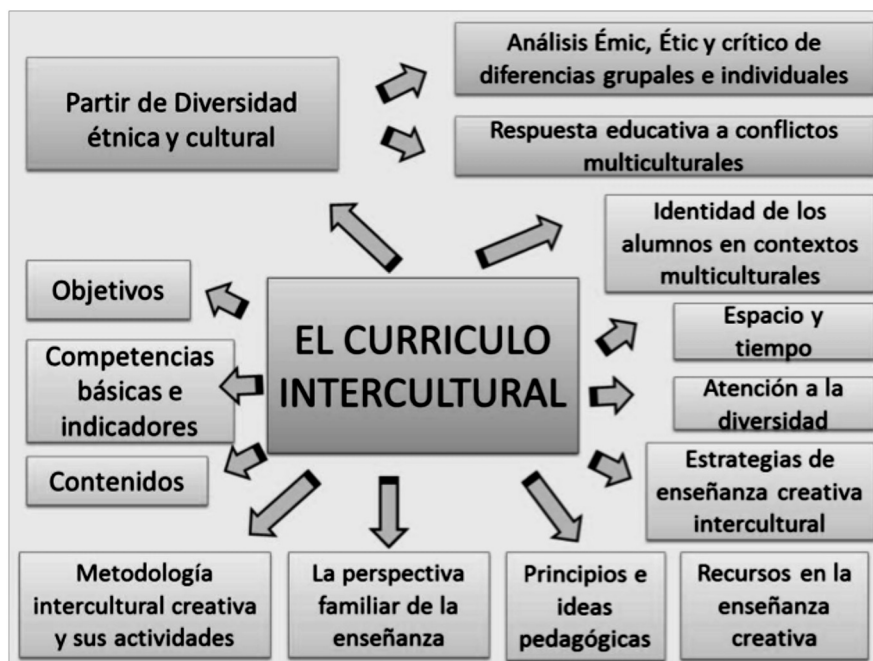 Partir de Diversidad
étnica y cultural
Análisis Émic, Étic y crítico de
diferencias grupales e individuales
Respuesta educativa a conflictos
multiculturales
Identidad de los
alumnos en contextos
multiculturales
Objetivos
Competencias
básicas e
indicadores
Contenidos
EL CURRICULO
INTERCULTURAL
Espacio y
tiempo
Atención a la
diversidad
Estrategias de
enseñanza creativa
intercultural
Metodología
intercultural creativa
y sus actividades
La perspectiva
familiar de la
enseñanza
Principios e
ideas
pedagógicas
Recursos en la
enseñanza
creativa